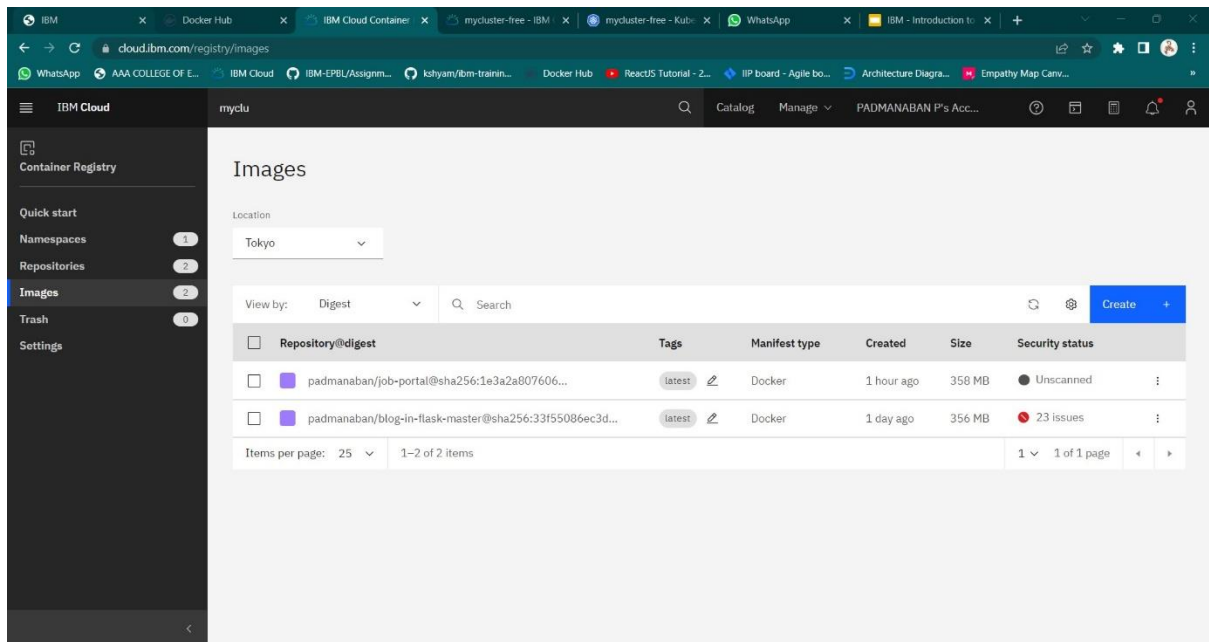 IBM
Docker Hub
IBM Cloud Container
mycluster-free - IBM
mycluster-free - Kube
WhatsApp
IBM - Introduction to
cloud.ibm.com/registry/images
WhatsApp AAA COLLEGE OF E... IBM Cloud IBM-EPBL/Assignm... kshyam/ibm-trainin... Docker Hub ReactJS Tutorial - 2... IIP board - Agile bo... Architecture Diagra... Empathy Map Canv...
IBM Cloud
myclu
Catalog Manage PADMANABAN P's Acc...
Container Registry
Quick start
Namespaces 1
Repositories 2
Images 2
Trash 0
Settings
Images
Location
Tokyo
View by: Digest Search Create +
Repository@digest Tags Manifest type Created Size Security status
padmanaban/job-portal@sha256:1e3a2a807606... latest Docker 1 hour ago 358 MB Unscanned
padmanaban/blog-in-flask-master@sha256:33f55086ec3d... latest Docker 1 day ago 356 MB 23 issues
Items per page: 25 1–2 of 2 items 1 1 of 1 page